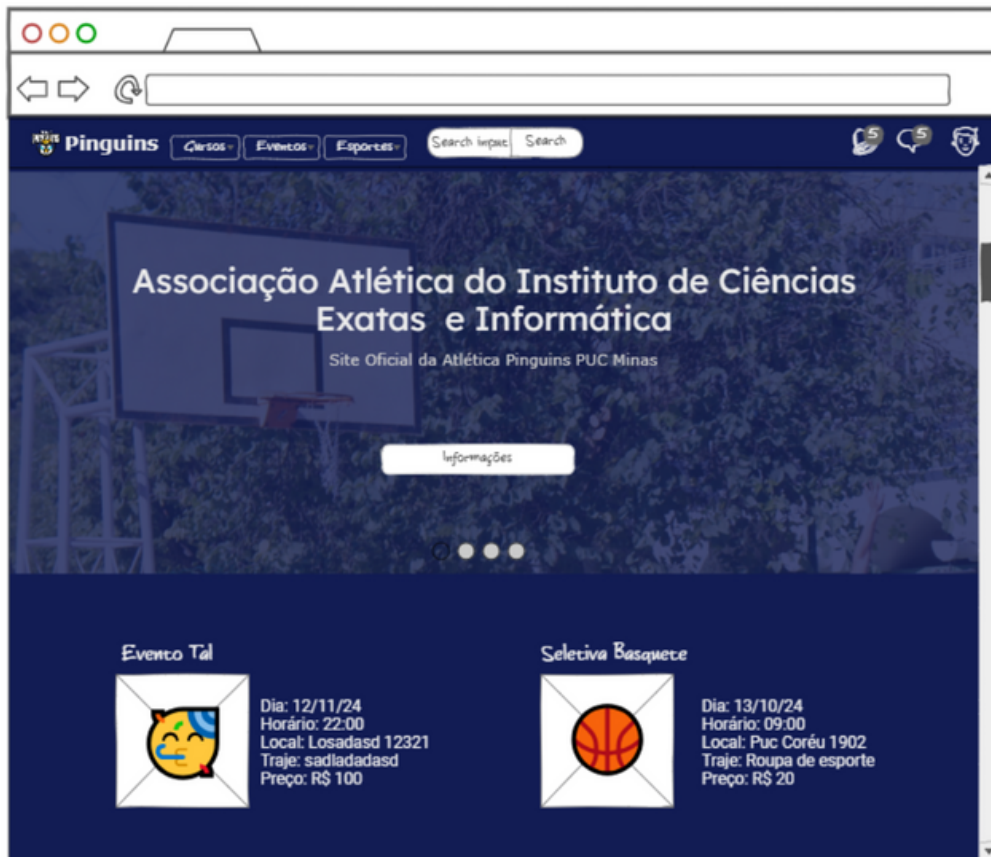 Pinguins Cursos Eventos Esportes Search input Search 5 5
Associação Atlética do Instituto de Ciências
Exatas e Informática
Site Oficial da Atlética Pinguins PUC Minas
Informações
Evento Tal
Dia: 12/11/24
Horário: 22:00
Local: Losadasd 12321
Traje: sadladadasd
Preço: R$ 100
Seletiva Basquete
Dia: 13/10/24
Horário: 09:00
Local: Puc Coréu 1902
Traje: Roupa de esporte
Preço: R$ 20